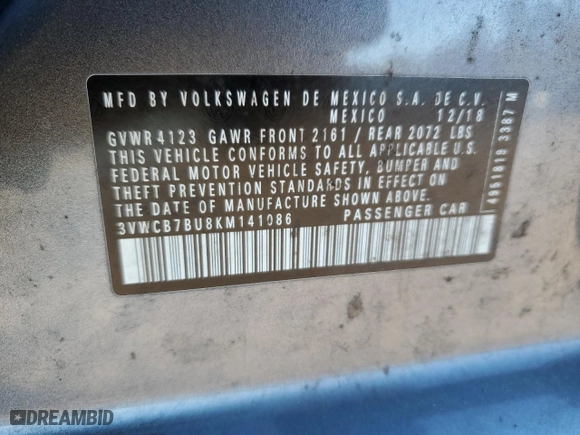 MFD BY VOLKSWAGEN DE MEXICO S.A. DE C.V.
MEXICO 12/18
GVWR 4123 GAWR FRONT 2161 / REAR 2072 LBS
THIS VEHICLE CONFORMS TO ALL APPLICABLE U.S.
FEDERAL MOTOR VEHICLE SAFETY, BUMPER AND
THEFT PREVENTION STANDARDS IN EFFECT ON
THE DATE OF MANUFACTURE SHOWN ABOVE.
3VWCB7BU8KM141086 PASSENGER CAR
4951818 3387 M
DREAMBID